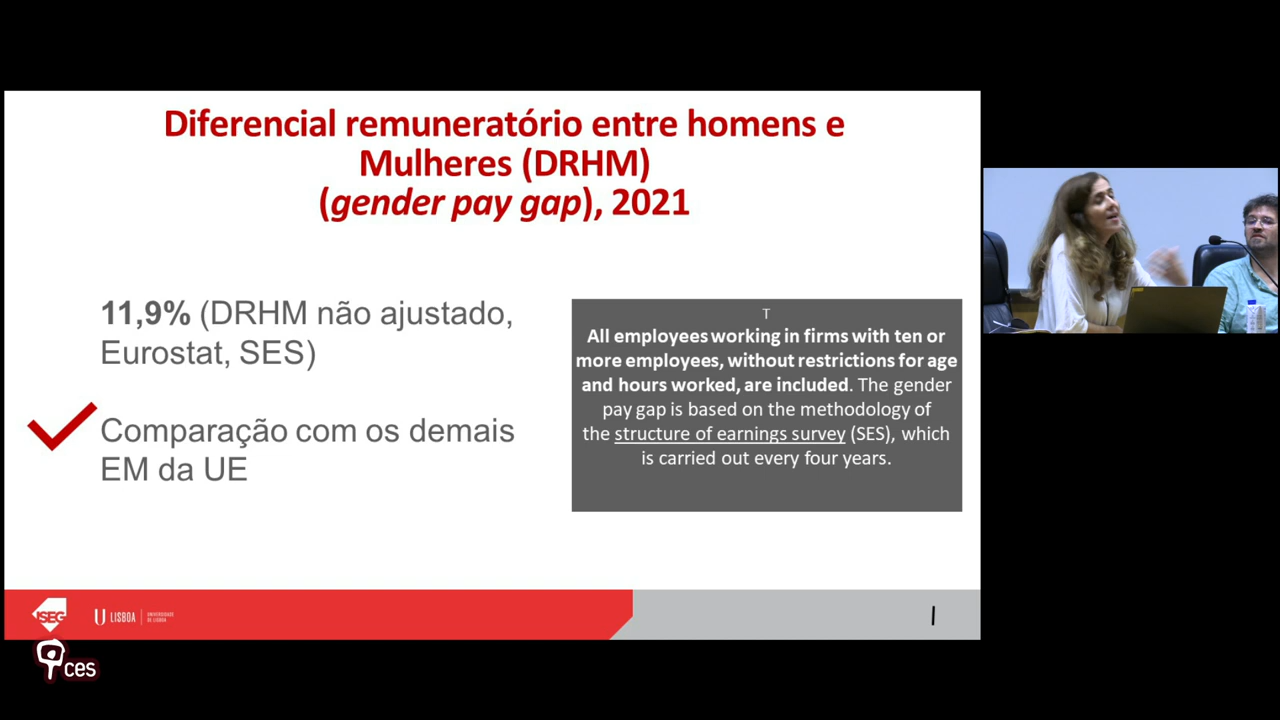 Diferencial remuneratório entre homens e
Mulheres (DRHM)
(gender pay gap), 2021
11,9% (DRHM não ajustado,
Eurostat, SES)
Comparação com os demais
EM da UE
T
All employees working in firms with ten or
more employees, without restrictions for age
and hours worked, are included. The gender
pay gap is based on the methodology of
the structure of earnings survey (SES), which
is carried out every four years.
ISEG
U LISBOA
UNIVERSIDADE
DE LISBOA
ces